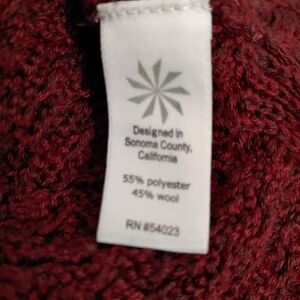 Designed in
Sonoma County,
California
55% polyester
45% wool
RN #54023